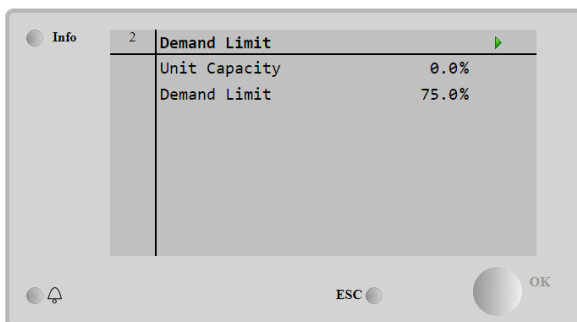 Info
2 Demand Limit
Unit Capacity 0.0%
Demand Limit 75.0%
ESC
OK